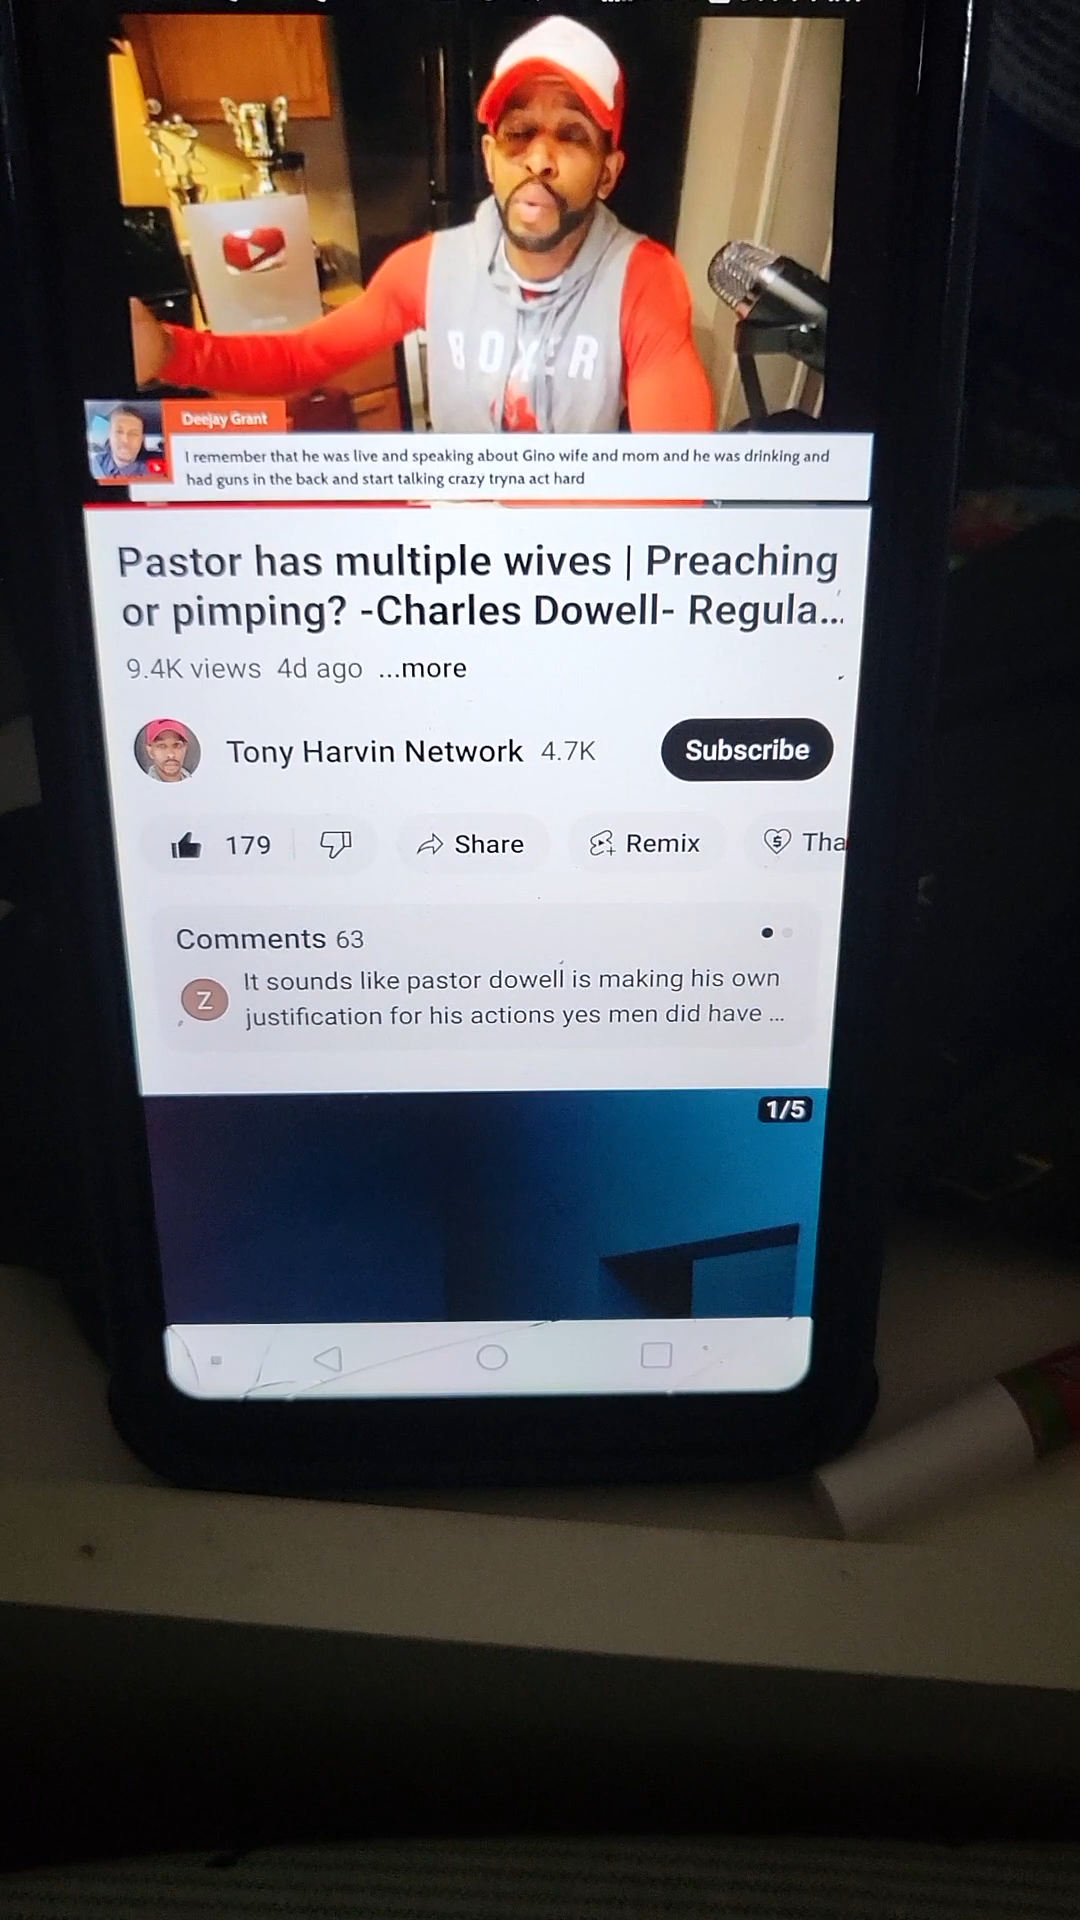 BOXER
Deejay Grant
I remember that he was live and speaking about Gino wife and mom and he was drinking and
had guns in the back and start talking crazy tryna act hard
Pastor has multiple wives | Preaching
or pimping? -Charles Dowell- Regula...
9.4K views 4d ago ...more
Tony Harvin Network 4.7K
Subscribe
179
Share
Remix
Tha
Comments 63
Z
It sounds like pastor dowell is making his own
justification for his actions yes men did have ...
1/5